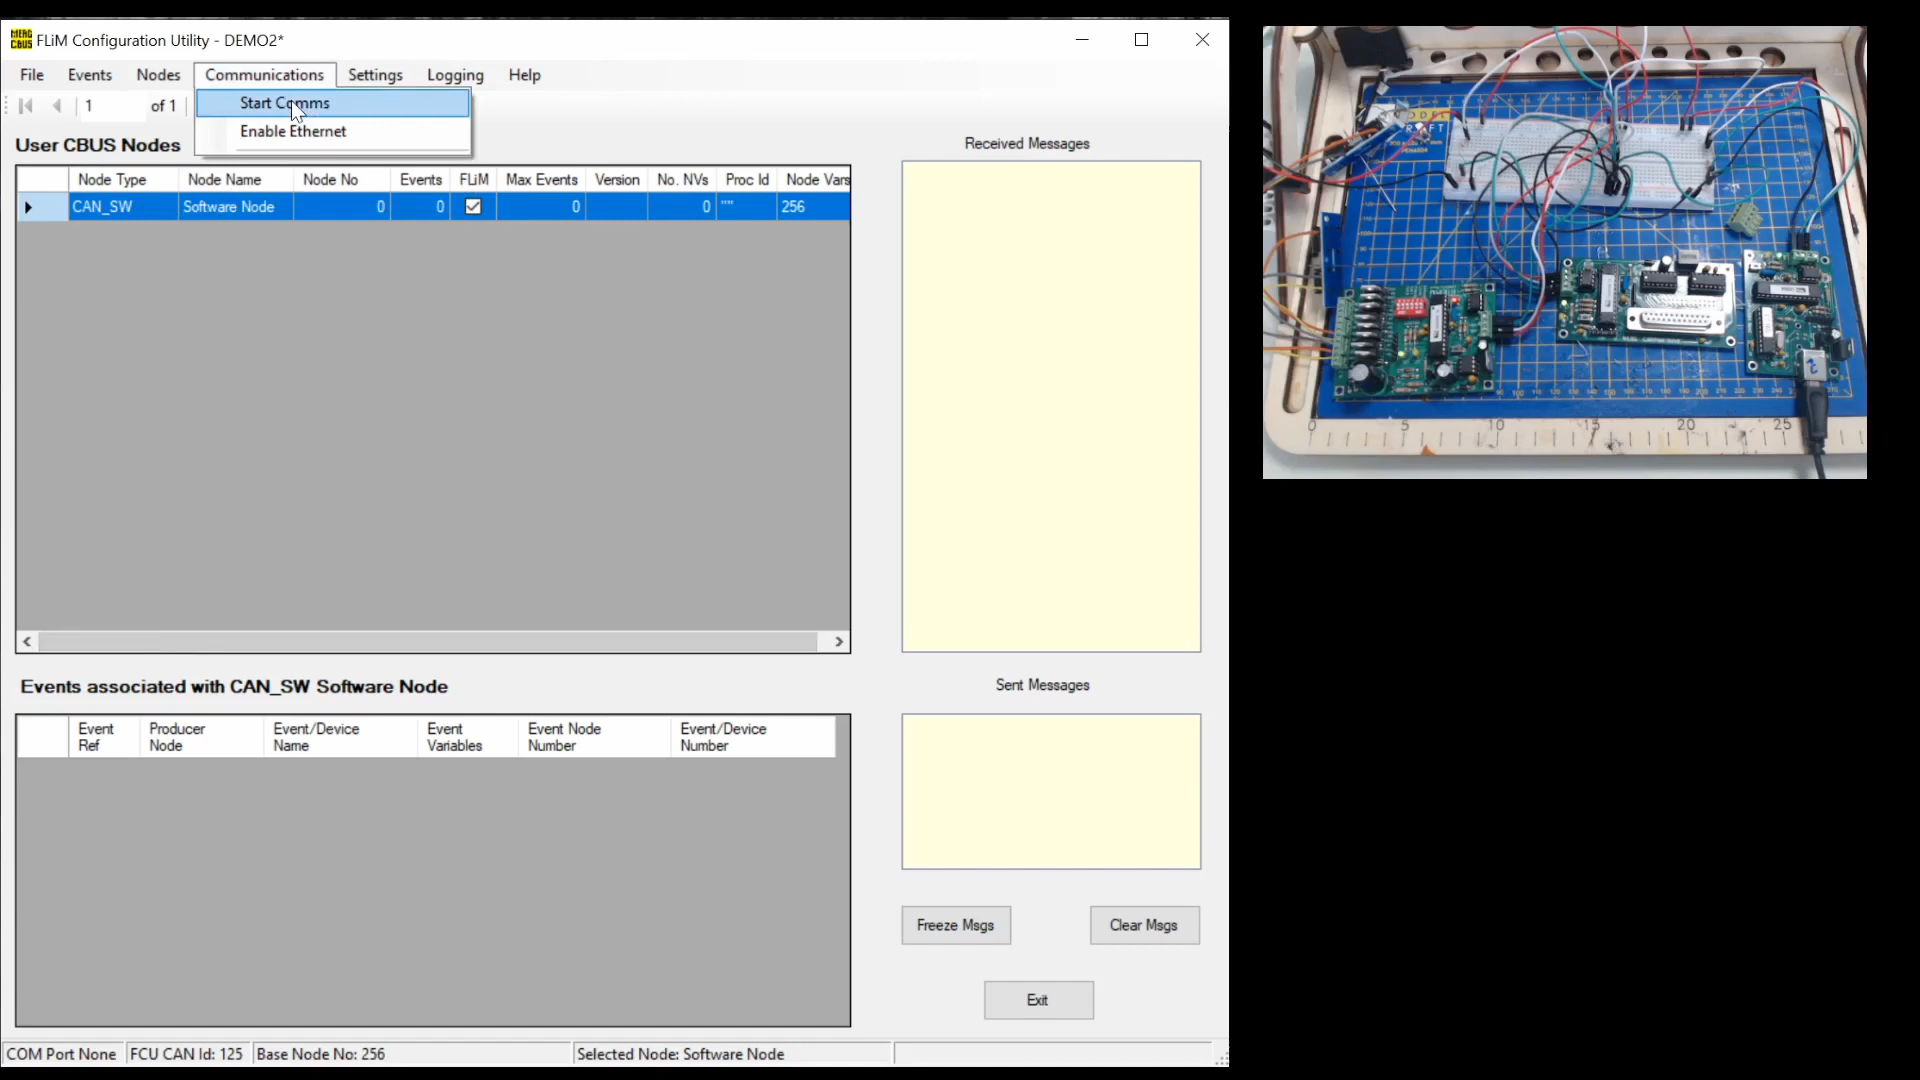 MERG
CBUS
FLiM Configuration Utility - DEMO2*
File Events Nodes Communications Settings Logging Help
1 of 1
Start Comms
Enable Ethernet
User CBUS Nodes
Received Messages
Node Type Node Name Node No Events FLiM Max Events Version No. NVs Proc Id Node Vars
CAN_SW Software Node 0 0 0 0 "" 256
Sent Messages
Events associated with CAN_SW Software Node
Event Ref Producer Node Event/Device Name Event Variables Event Node Number Event/Device Number
Freeze Msgs Clear Msgs
Exit
COM Port None FCU CAN Id: 125 Base Node No: 256 Selected Node: Software Node
0 5 10 15 20 25